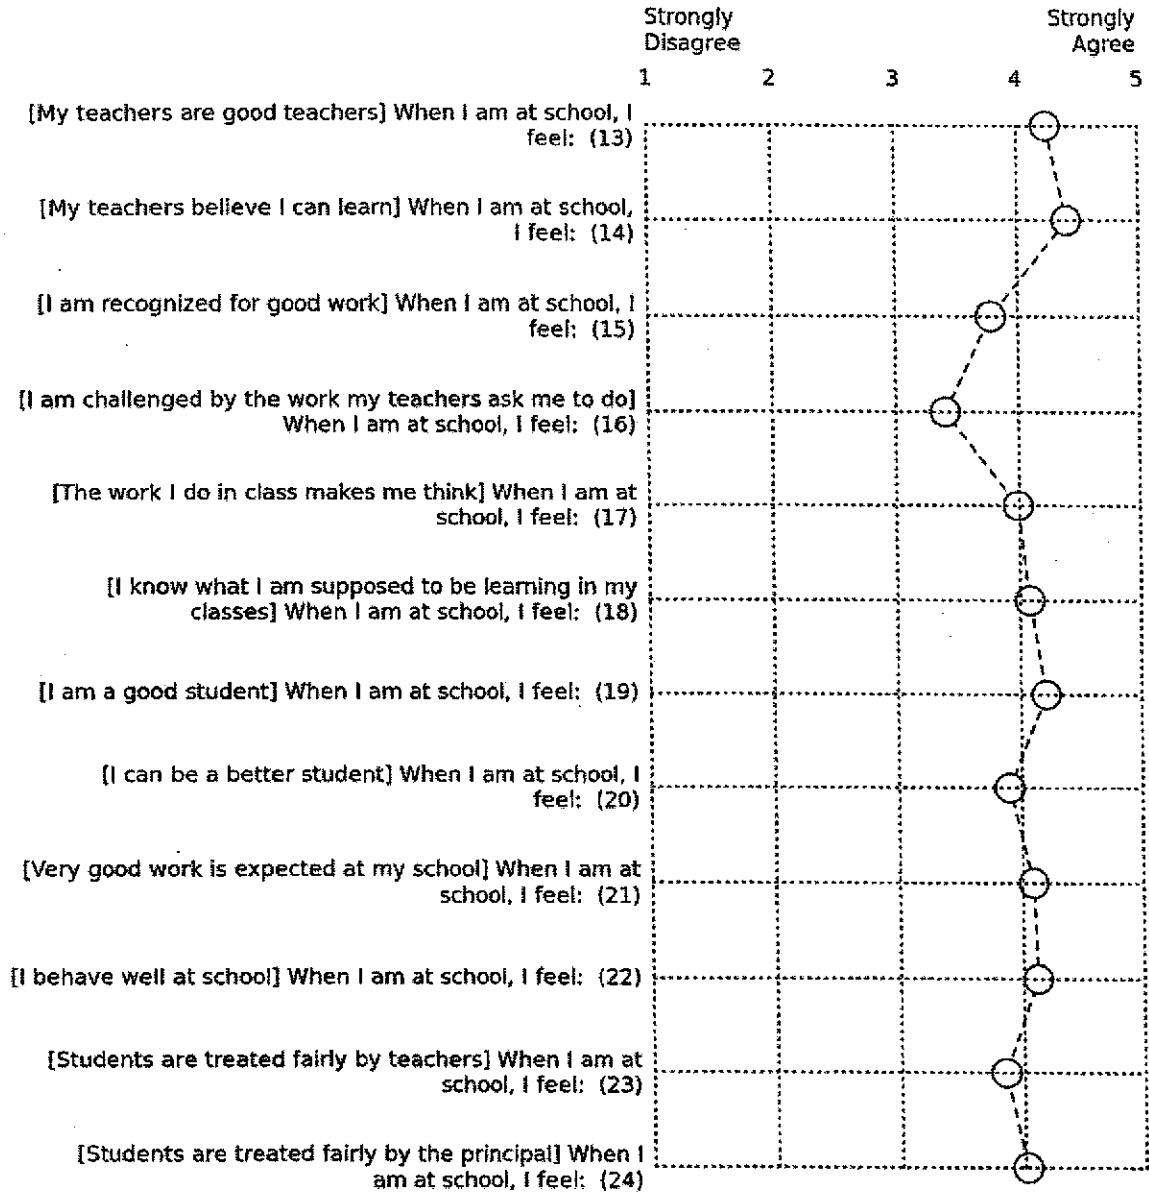 Strongly Disagree
Strongly Agree
1 2 3 4 5
[My teachers are good teachers] When I am at school, I
feel: (13)
[My teachers believe I can learn] When I am at school,
I feel: (14)
[I am recognized for good work] When I am at school, I
feel: (15)
[I am challenged by the work my teachers ask me to do]
When I am at school, I feel: (16)
[The work I do in class makes me think] When I am at
school, I feel: (17)
[I know what I am supposed to be learning in my
classes] When I am at school, I feel: (18)
[I am a good student] When I am at school, I feel: (19)
[I can be a better student] When I am at school, I
feel: (20)
[Very good work is expected at my school] When I am at
school, I feel: (21)
[I behave well at school] When I am at school, I feel: (22)
[Students are treated fairly by teachers] When I am at
school, I feel: (23)
[Students are treated fairly by the principal] When I
am at school, I feel: (24)